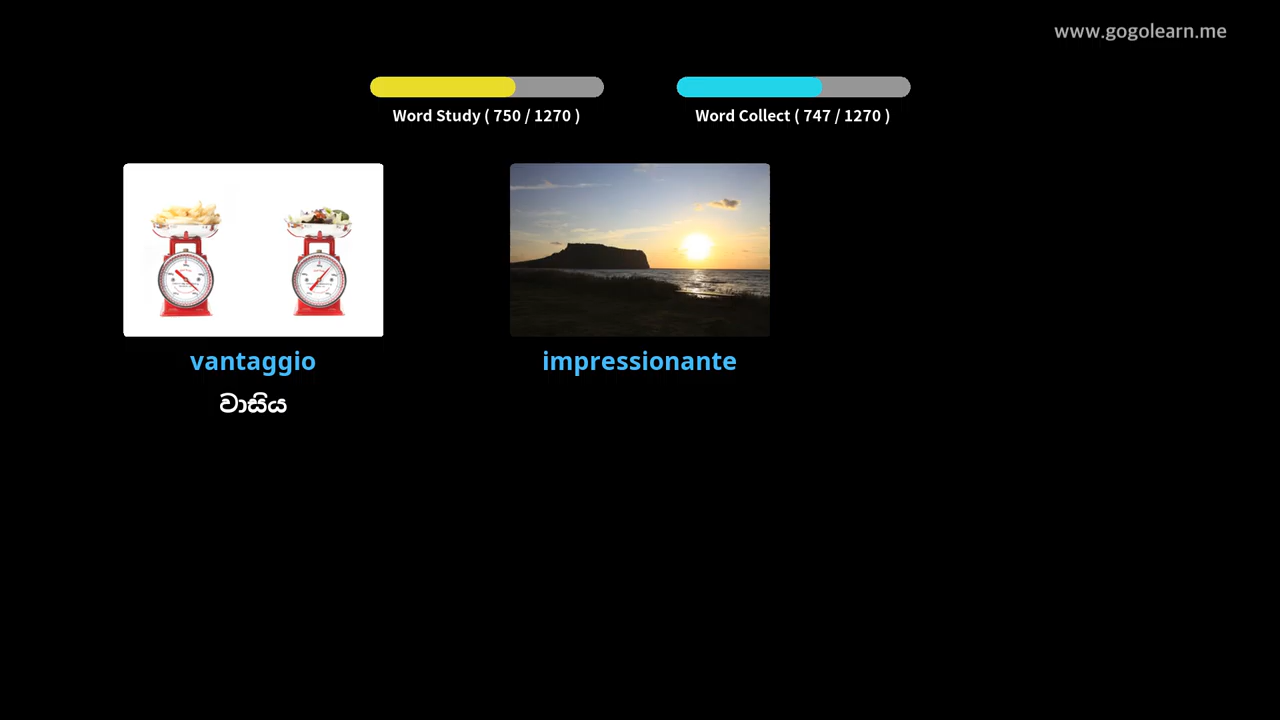 www.gogolearn.me
Word Study ( 750 / 1270 )
Word Collect ( 747 / 1270 )
vantaggio
impressionante
වාසිය